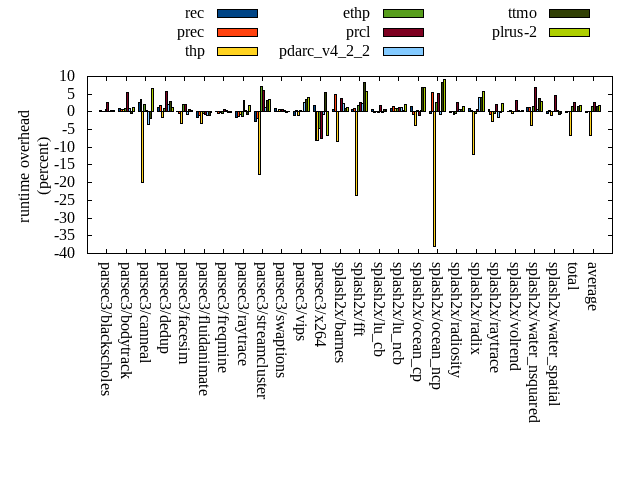 rec ethp ttmo
prec prcl plrus-2
thp pdarc_v4_2_2
runtime overhead
(percent)
10
5
0
-5
-10
-15
-20
-25
-30
-35
-40
parsec3/blackscholes
parsec3/bodytrack
parsec3/canneal
parsec3/dedup
parsec3/facesim
parsec3/fluidanimate
parsec3/freqmine
parsec3/raytrace
parsec3/streamcluster
parsec3/swaptions
parsec3/vips
parsec3/x264
splash2x/barnes
splash2x/fft
splash2x/lu_cb
splash2x/lu_ncb
splash2x/ocean_cp
splash2x/ocean_ncp
splash2x/radiosity
splash2x/radix
splash2x/raytrace
splash2x/volrend
splash2x/water_nsquared
splash2x/water_spatial
total
average